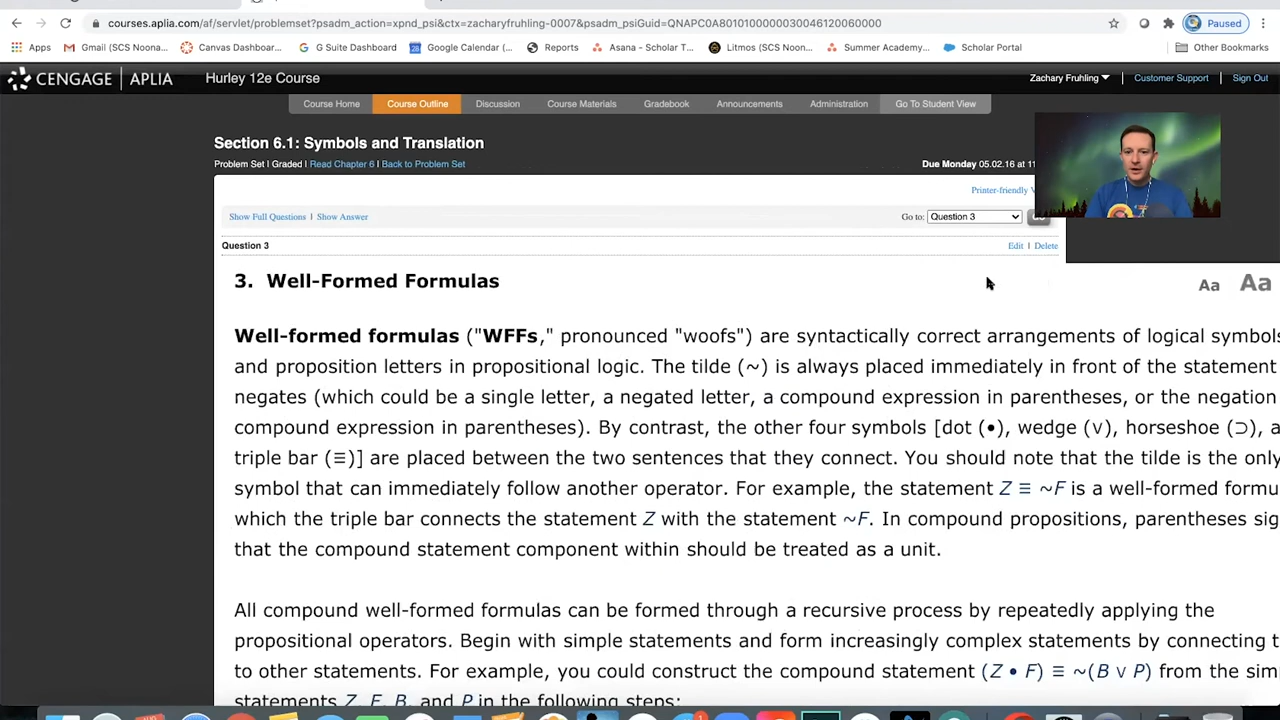 courses.aplia.com/af/servlet/problemset?psadm_action=xpnd_psi&ctx=zacharyfruhling-0007&psadm_psiGuid=QNAPC0A8010100000030046120060000
Paused
Apps Gmail (SCS Noona... Canvas Dashboar... G Suite Dashboard Google Calendar (... Reports Asana - Scholar T... Litmos (SCS Noona... Summer Academy... Scholar Portal Other Bookmarks
CENGAGE | APLIA Hurley 12e Course Zachary Fruhling Customer Support Sign Out
Course Home Course Outline Discussion Course Materials Gradebook Announcements Administration Go To Student View
Section 6.1: Symbols and Translation
Problem Set | Graded | Read Chapter 6 | Back to Problem Set Due Monday 05.02.16 at 11
Printer-friendly
Show Full Questions | Show Answer Go to: Question 3
Question 3 Edit | Delete
3. Well-Formed Formulas Aa Aa
Well-formed formulas ("WFFs," pronounced "woofs") are syntactically correct arrangements of logical symbols
and proposition letters in propositional logic. The tilde (~) is always placed immediately in front of the statement
negates (which could be a single letter, a negated letter, a compound expression in parentheses, or the negation
compound expression in parentheses). By contrast, the other four symbols [dot (•), wedge (∨), horseshoe (⊃), a
triple bar (≡)] are placed between the two sentences that they connect. You should note that the tilde is the only
symbol that can immediately follow another operator. For example, the statement Z ≡ ~F is a well-formed formu
which the triple bar connects the statement Z with the statement ~F. In compound propositions, parentheses sig
that the compound statement component within should be treated as a unit.
All compound well-formed formulas can be formed through a recursive process by repeatedly applying the
propositional operators. Begin with simple statements and form increasingly complex statements by connecting t
to other statements. For example, you could construct the compound statement (Z • F) ≡ ~(B ∨ P) from the sim
statements Z, F, B, and P in the following steps: